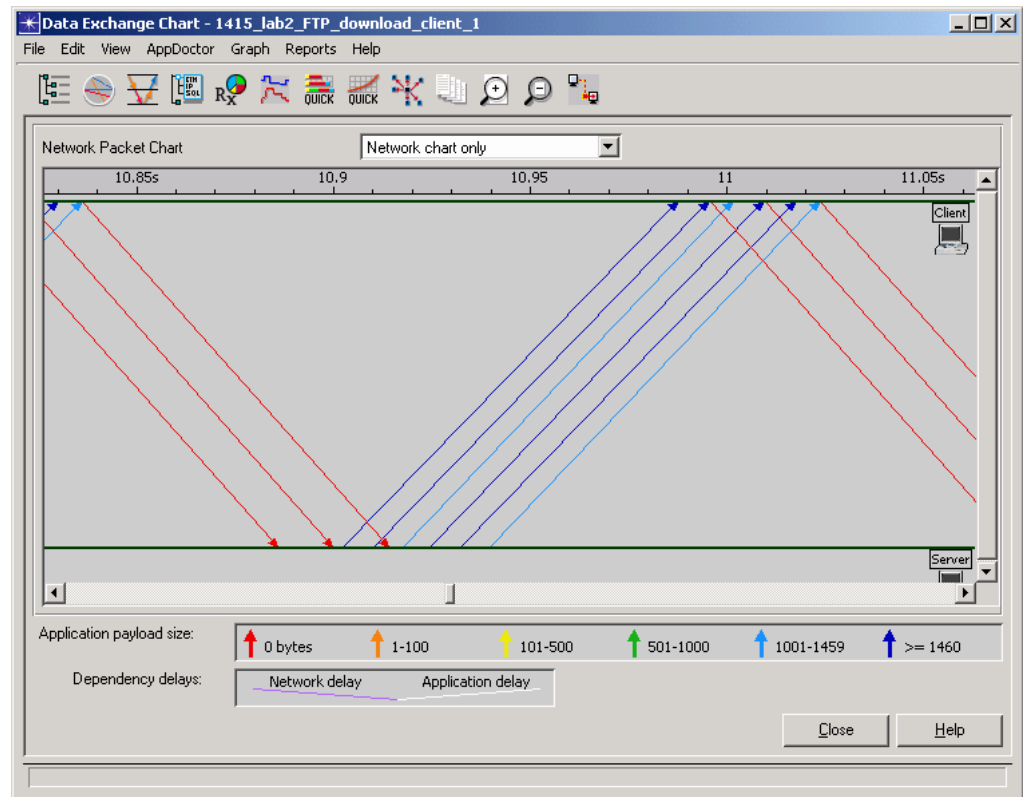 Data Exchange Chart - 1415_lab2_FTP_download_client_1
File Edit View AppDoctor Graph Reports Help
ETH IP SQL RX QUICK QUICK
Network Packet Chart Network chart only
10.85s 10.9 10.95 11 11.05s
Client
Server
Application payload size: 0 bytes 1-100 101-500 501-1000 1001-1459 >= 1460
Dependency delays: Network delay Application delay
Close Help